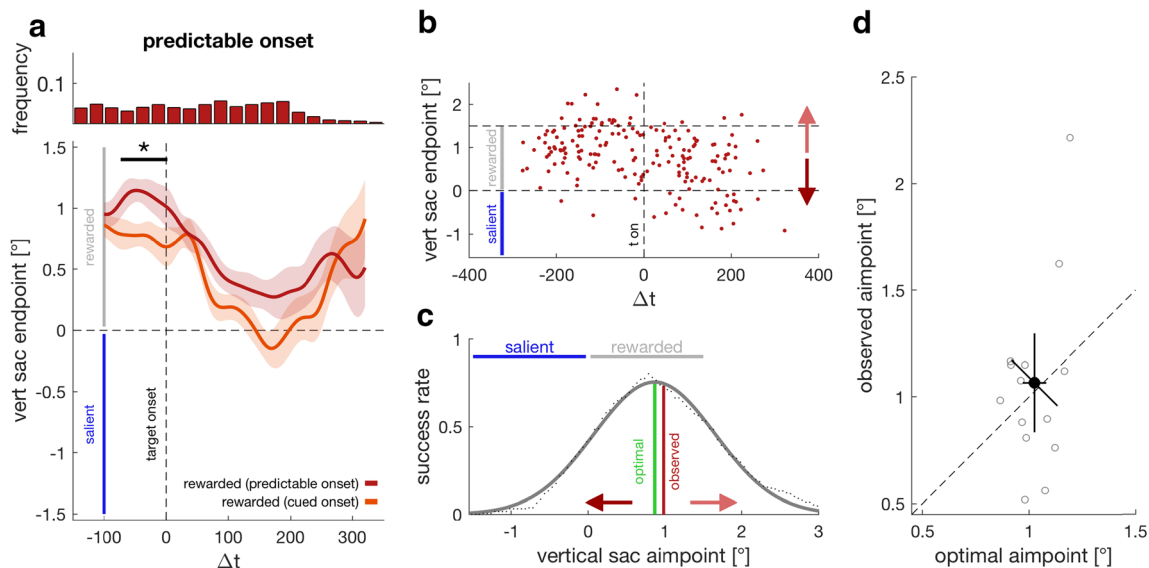 a
predictable onset
frequency
0.1
1.5
1
0.5
0
-0.5
-1
-1.5
vert sac endpoint [°]
rewarded
salient
*
target onset
rewarded (predictable onset)
rewarded (cued onset)
-100
0
100
200
300
Δt
b
vert sac endpoint [°]
2
1
0
-1
rewarded
salient
t on
-400
-200
0
200
400
Δt
c
success rate
1
0.5
0
salient
rewarded
optimal
observed
-1
0
1
2
3
vertical sac aimpoint [°]
d
observed aimpoint [°]
2.5
2
1.5
1
0.5
0.5
1
1.5
optimal aimpoint [°]